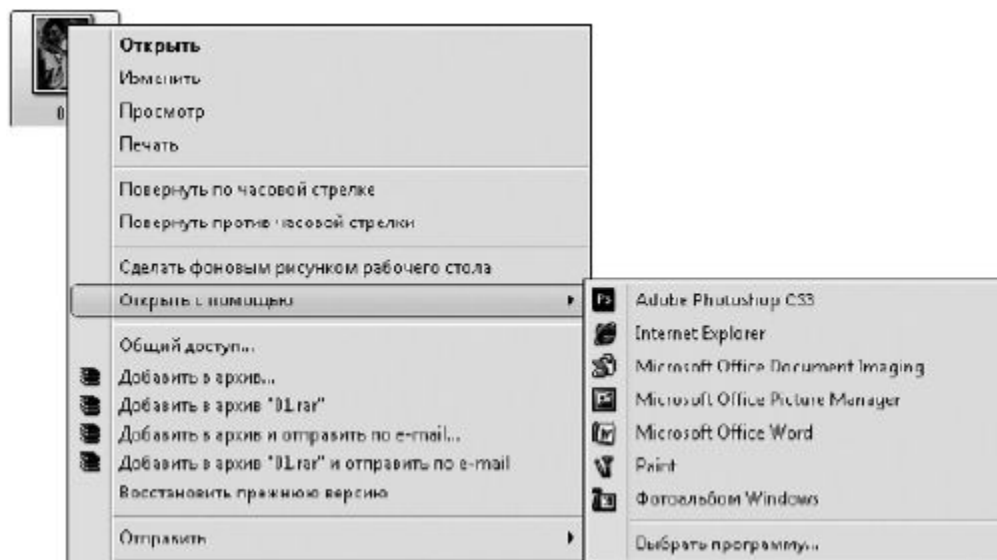 Открыть
Изменить
Просмотр
Печать
Повернуть по часовой стрелке
Повернуть против часовой стрелки
Сделать фоновым рисунком рабочего стола
Открыть с помощью
Общий доступ...
Добавить в архив...
Добавить в архив "01.rar"
Добавить в архив и отправить по e-mail...
Добавить в архив "01.rar" и отправить по e-mail
Восстановить прежнюю версию
Отправить
Adobe Photoshop CS3
Internet Explorer
Microsoft Office Document Imaging
Microsoft Office Picture Manager
Microsoft Office Word
Paint
Фотоальбом Windows
Выбрать программу...